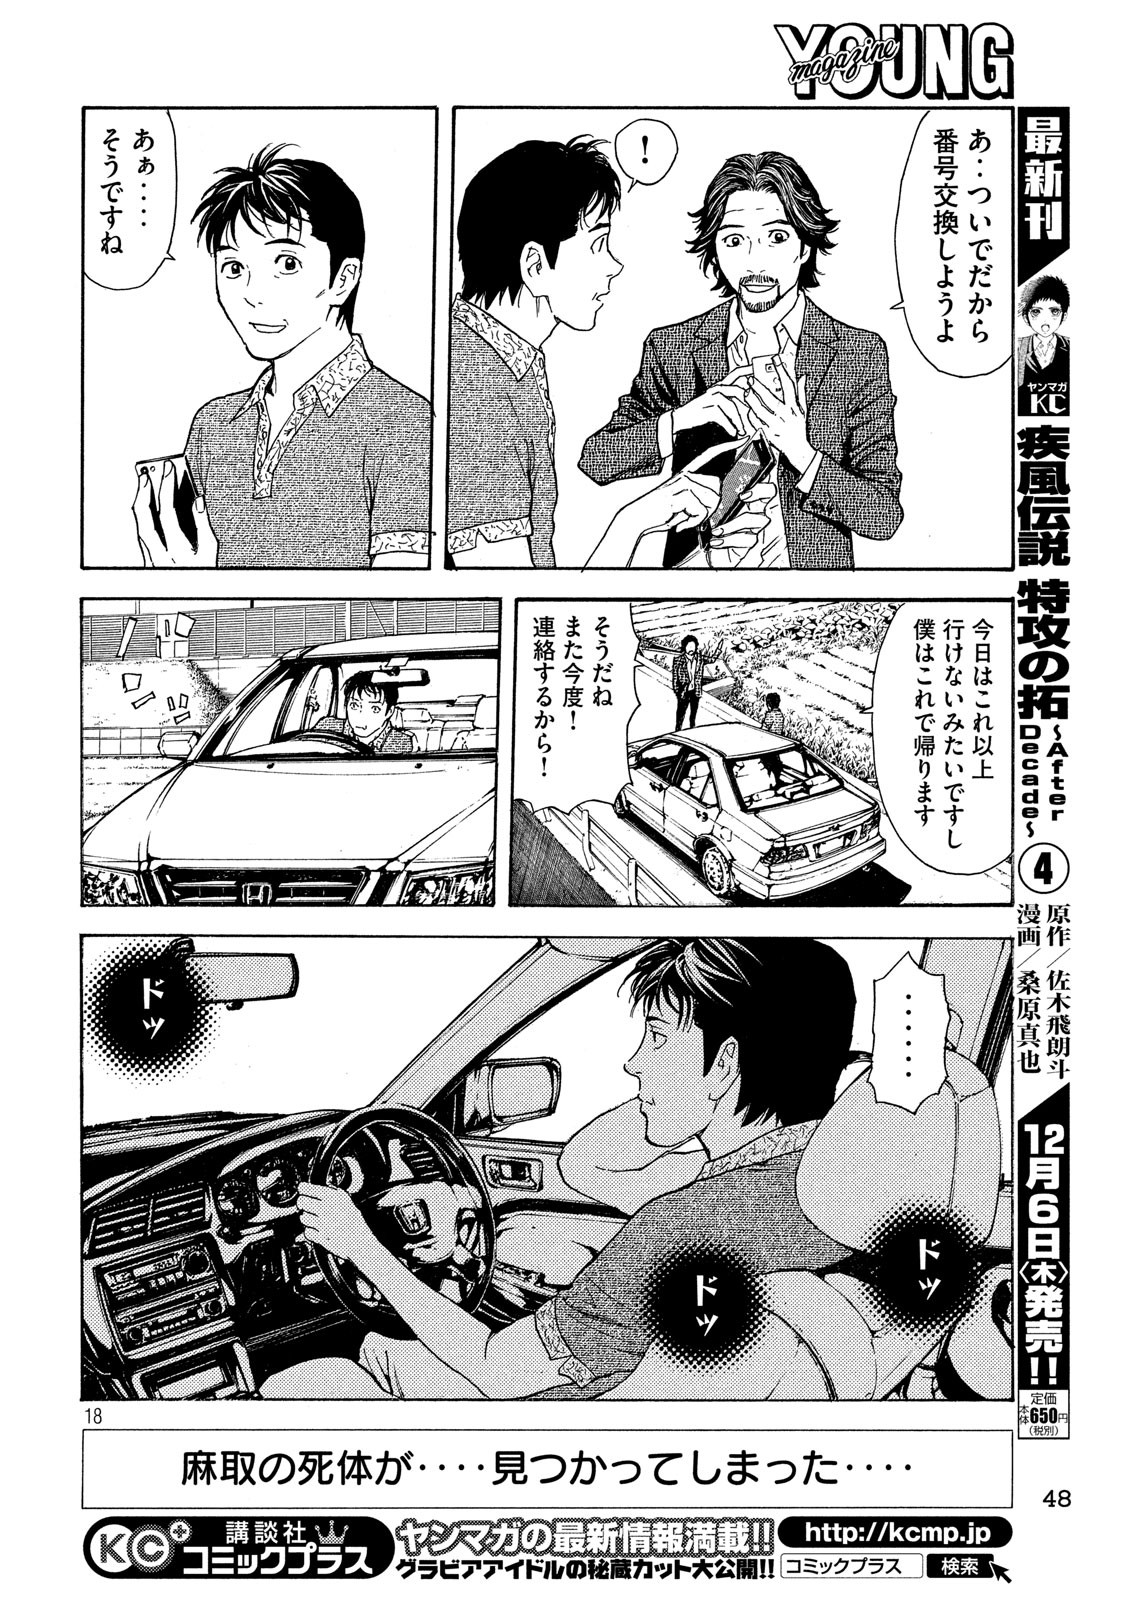 YOUNG
magazine
あ‥ついでだから
番号交換しようよ
！
あぁ‥‥
そうですね
今日はこれ以上
行けないみたいですし
僕はこれで帰ります
そうだね
また今度！
連絡するから！
‥‥‥
ドッ
ドッ
ドッ
18
麻取の死体が‥‥見つかってしまった‥‥
最新刊
ヤンマガ
KC
疾風伝説 特攻の拓
～After
Decade～
④
原作／佐木飛朗斗
漫画／桑原真也
12月6日〈木〉発売!!
定価
本体650円
(税別)
48
KC+
講談社
コミックプラス
ヤンマガの最新情報満載!!
グラビアアイドルの秘蔵カット大公開!!
http://kcmp.jp
コミックプラス 検索